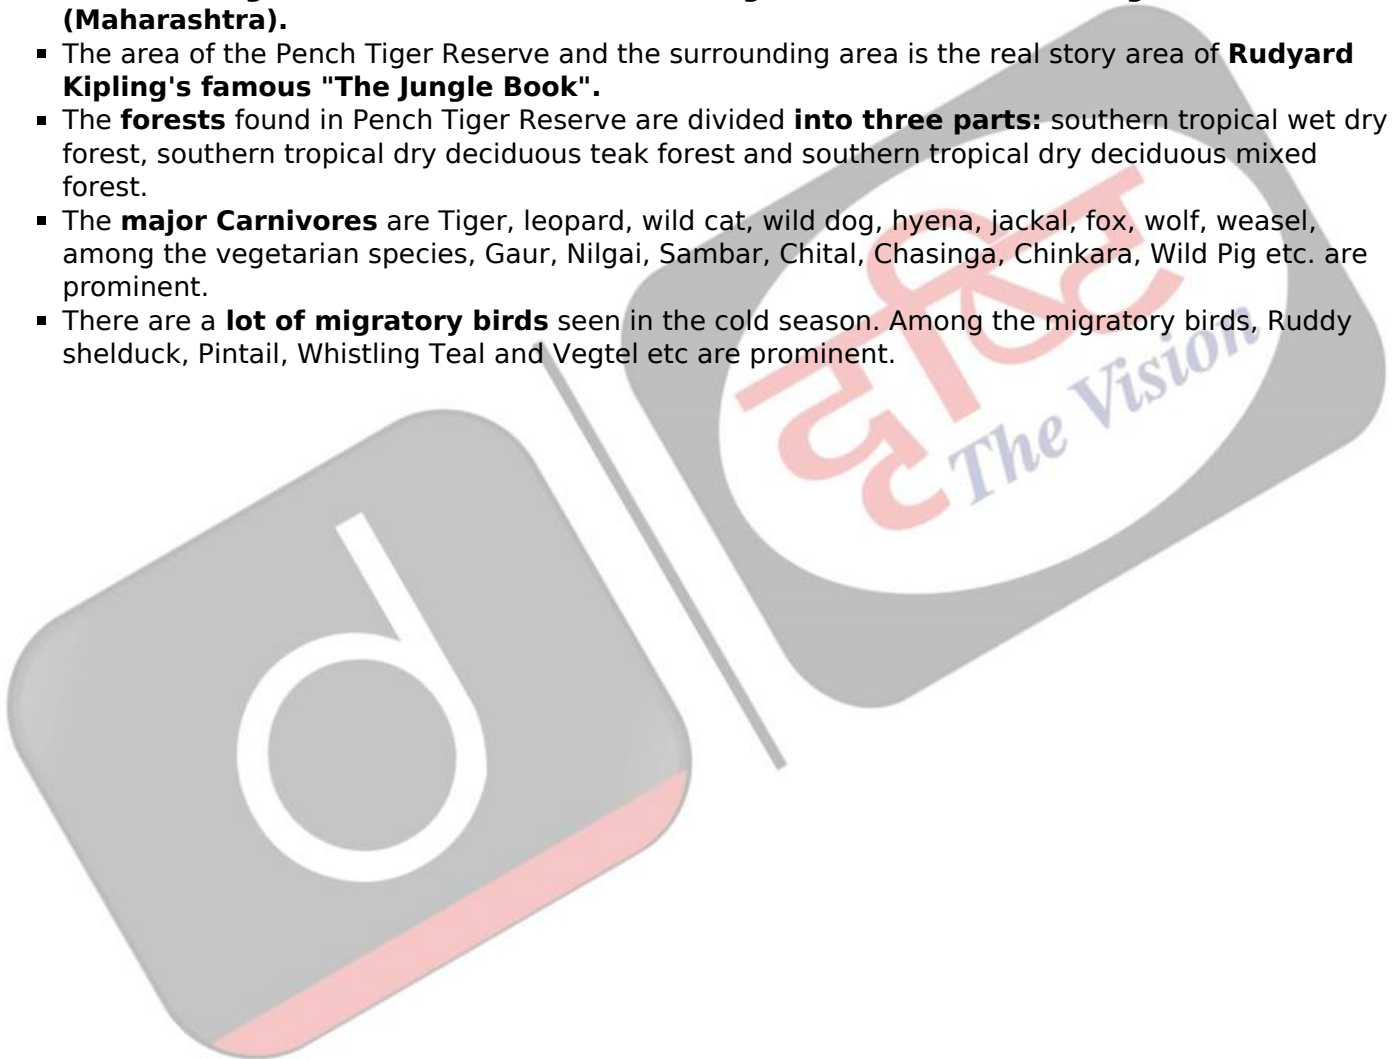 (Maharashtra).
▪ The area of the Pench Tiger Reserve and the surrounding area is the real story area of Rudyard
Kipling's famous "The Jungle Book".
▪ The forests found in Pench Tiger Reserve are divided into three parts: southern tropical wet dry
forest, southern tropical dry deciduous teak forest and southern tropical dry deciduous mixed
forest.
▪ The major Carnivores are Tiger, leopard, wild cat, wild dog, hyena, jackal, fox, wolf, weasel,
among the vegetarian species, Gaur, Nilgai, Sambar, Chital, Chasinga, Chinkara, Wild Pig etc. are
prominent.
▪ There are a lot of migratory birds seen in the cold season. Among the migratory birds, Ruddy
shelduck, Pintail, Whistling Teal and Vegtel etc are prominent.
दृष्टि
The Vision
d